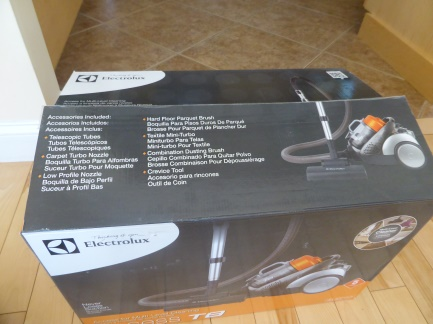 Electrolux
Accessories Included:
Accesorios Incluidos:
Accessoires Inclus:
• Telescopic Tubes
Tubos Telescópicos
Tubes Télescopiques
• Carpet Turbo Nozzle
Boquilla Turbo Para Alfombras
Suceur Turbo Pour Moquette
• Low Profile Nozzle
Boquilla de Bajo Perfil
Suceur à Profil Bas
• Hard Floor Parquet Brush
Boquilla Para Pisos Duros De Parqué
Brosse Pour Parquet de Plancher Dur
• Textile Mini-Turbo
Miniturbo Para Telas
Mini-turbo Pour Textile
• Combination Dusting Brush
Cepillo Combinado Para Quitar Polvo
Brosse Combination Pour Dépoussiérage
• Crevice Tool
Accesorio para rincones
Outil de Coin
Electrolux
T8